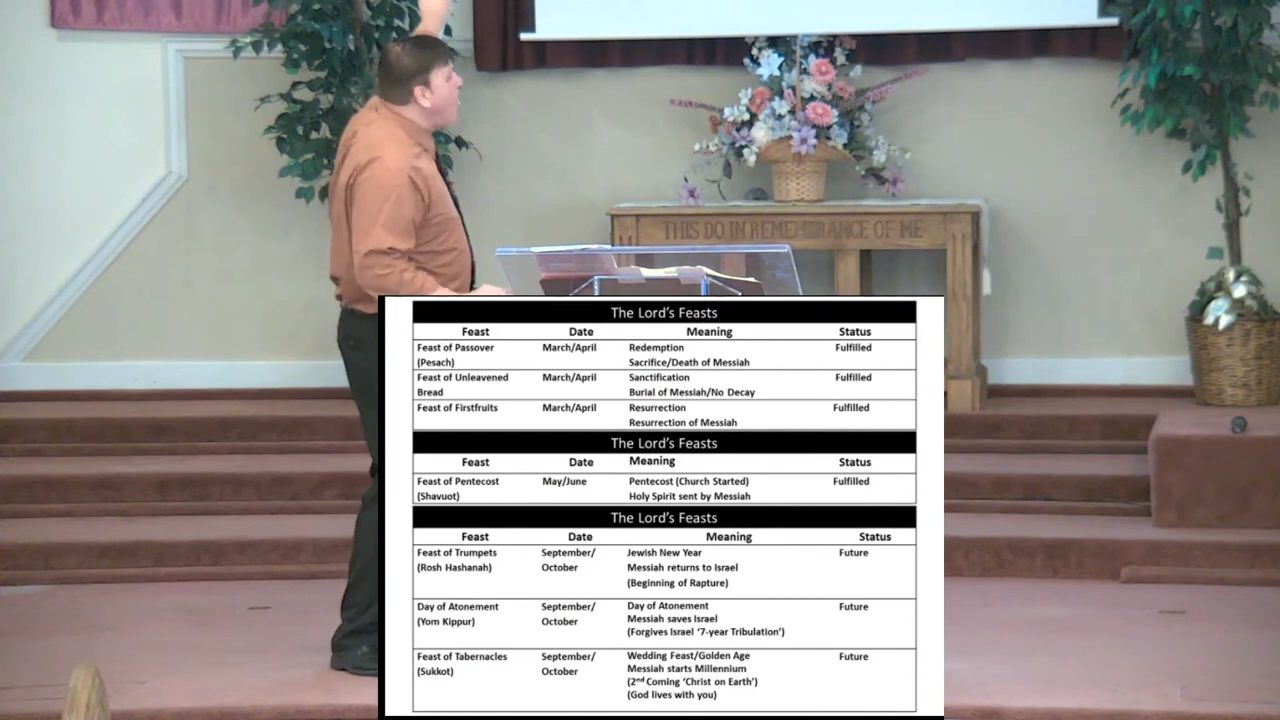 THIS DO IN REMEMBRANCE OF ME
The Lord's Feasts
Feast Date Meaning Status
Feast of Passover March/April Redemption Fulfilled
(Pesach) Sacrifice/Death of Messiah
Feast of Unleavened March/April Sanctification Fulfilled
Bread Burial of Messiah/No Decay
Feast of Firstfruits March/April Resurrection Fulfilled
Resurrection of Messiah
The Lord's Feasts
Feast Date Meaning Status
Feast of Pentecost May/June Pentecost (Church Started) Fulfilled
(Shavuot) Holy Spirit sent by Messiah
The Lord's Feasts
Feast Date Meaning Status
Feast of Trumpets September/ Jewish New Year Future
(Rosh Hashanah) October Messiah returns to Israel
(Beginning of Rapture)
Day of Atonement September/ Day of Atonement Future
(Yom Kippur) October Messiah saves Israel
(Forgives Israel '7-year Tribulation')
Feast of Tabernacles September/ Wedding Feast/Golden Age Future
(Sukkot) October Messiah starts Millennium
(2nd Coming 'Christ on Earth')
(God lives with you)